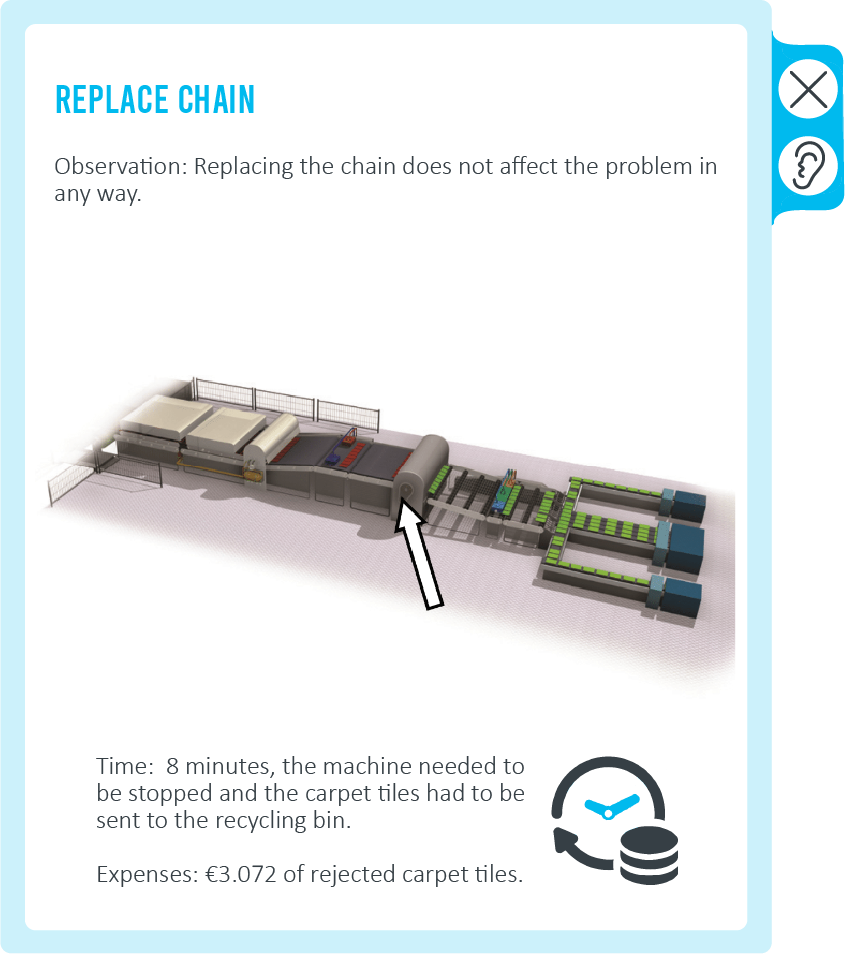 REPLACE CHAIN
Observation: Replacing the chain does not affect the problem in
any way.
Time:  8 minutes, the machine needed to
be stopped and the carpet tiles had to be
sent to the recycling bin.
Expenses: €3.072 of rejected carpet tiles.